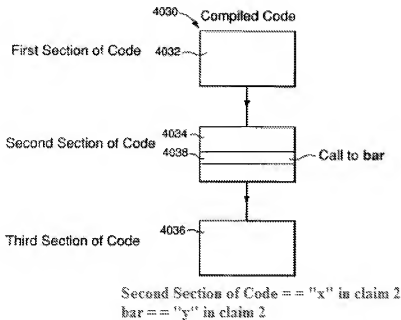 4030 Compiled Code
First Section of Code 4032
4034
Second Section of Code 4038 Call to bar
4036
Third Section of Code
Second Section of Code = = "x" in claim 2
bar = = "y" in claim 2